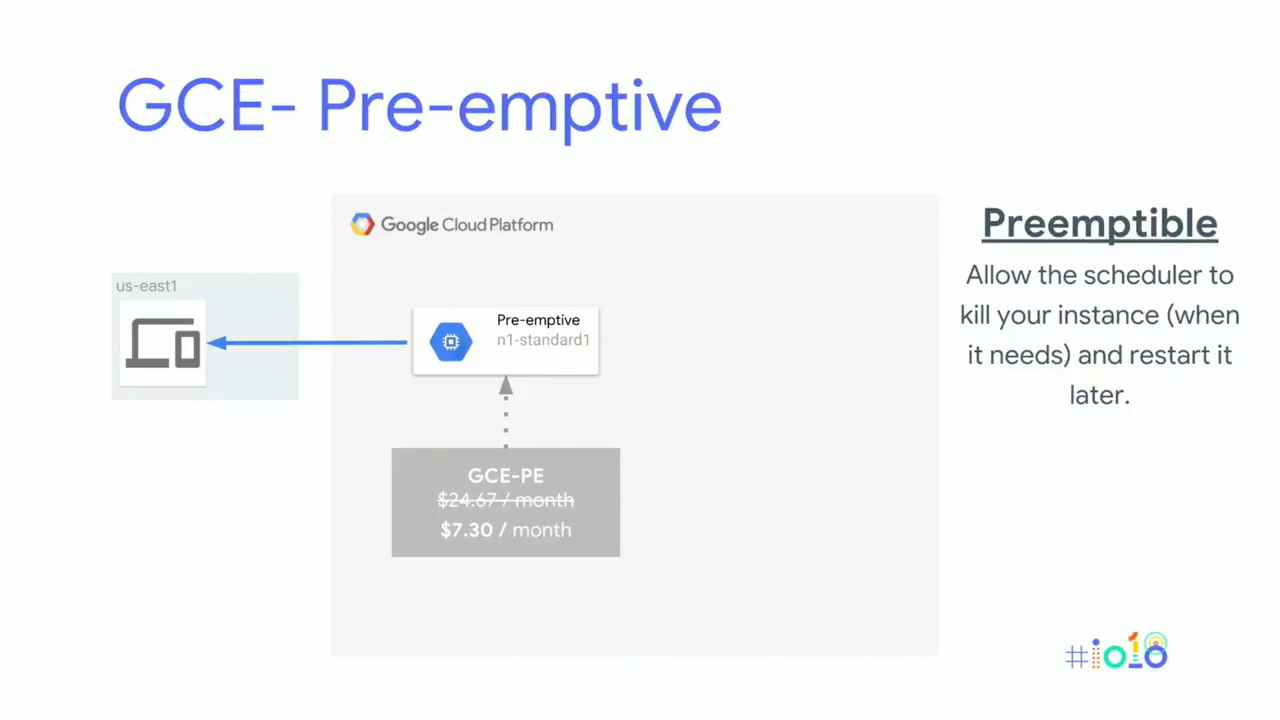 GCE- Pre-emptive
Google Cloud Platform
us-east1
Pre-emptive
n1-standard1
GCE-PE
$24.67 / month
$7.30 / month
Preemptible
Allow the scheduler to
kill your instance (when
it needs) and restart it
later.
#io18